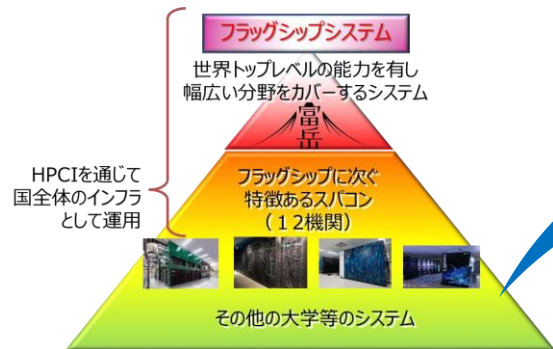 フラッグシップシステム
世界トップレベルの能力を有し
幅広い分野をカバーするシステム
富岳
HPCIを通じて
国全体のインフラ
として運用
フラッグシップに次ぐ
特徴あるスパコン
（１２機関）
その他の大学等のシステム